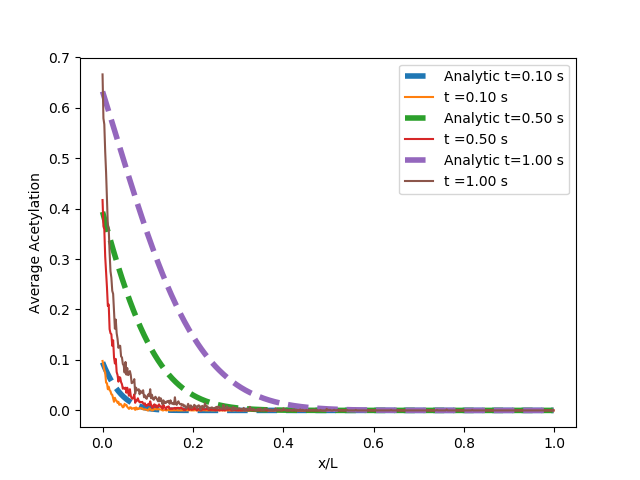 0.7
0.6
0.5
0.4
0.3
0.2
0.1
0.0
Average Acetylation
Analytic t=0.10 s
t =0.10 s
Analytic t=0.50 s
t =0.50 s
Analytic t=1.00 s
t =1.00 s
0.0 0.2 0.4 0.6 0.8 1.0
x/L